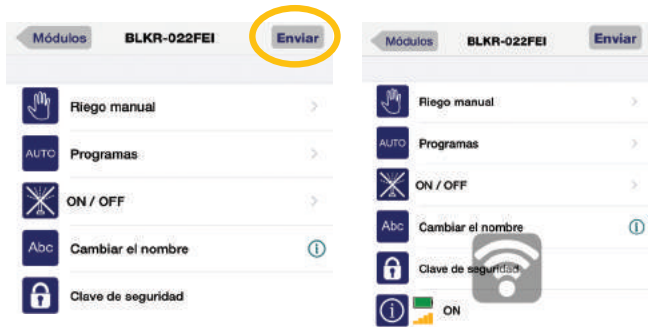 Módulos BLKR-022FEI Enviar
Riego manual
AUTO Programas
ON / OFF
Abc Cambiar el nombre
Clave de seguridad
Módulos BLKR-022FEI Enviar
Riego manual
AUTO Programas
ON / OFF
Abc Cambiar el nombre
Clave de seguridad
ON